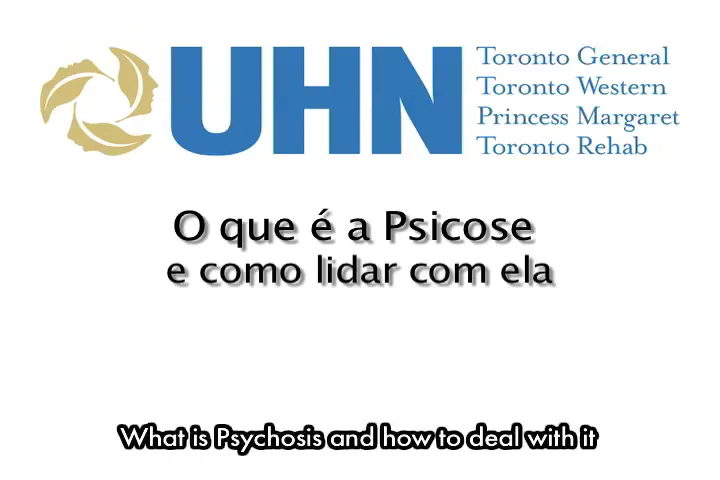 UHN
Toronto General
Toronto Western
Princess Margaret
Toronto Rehab
O que é a Psicose
e como lidar com ela
What is Psychosis and how to deal with it